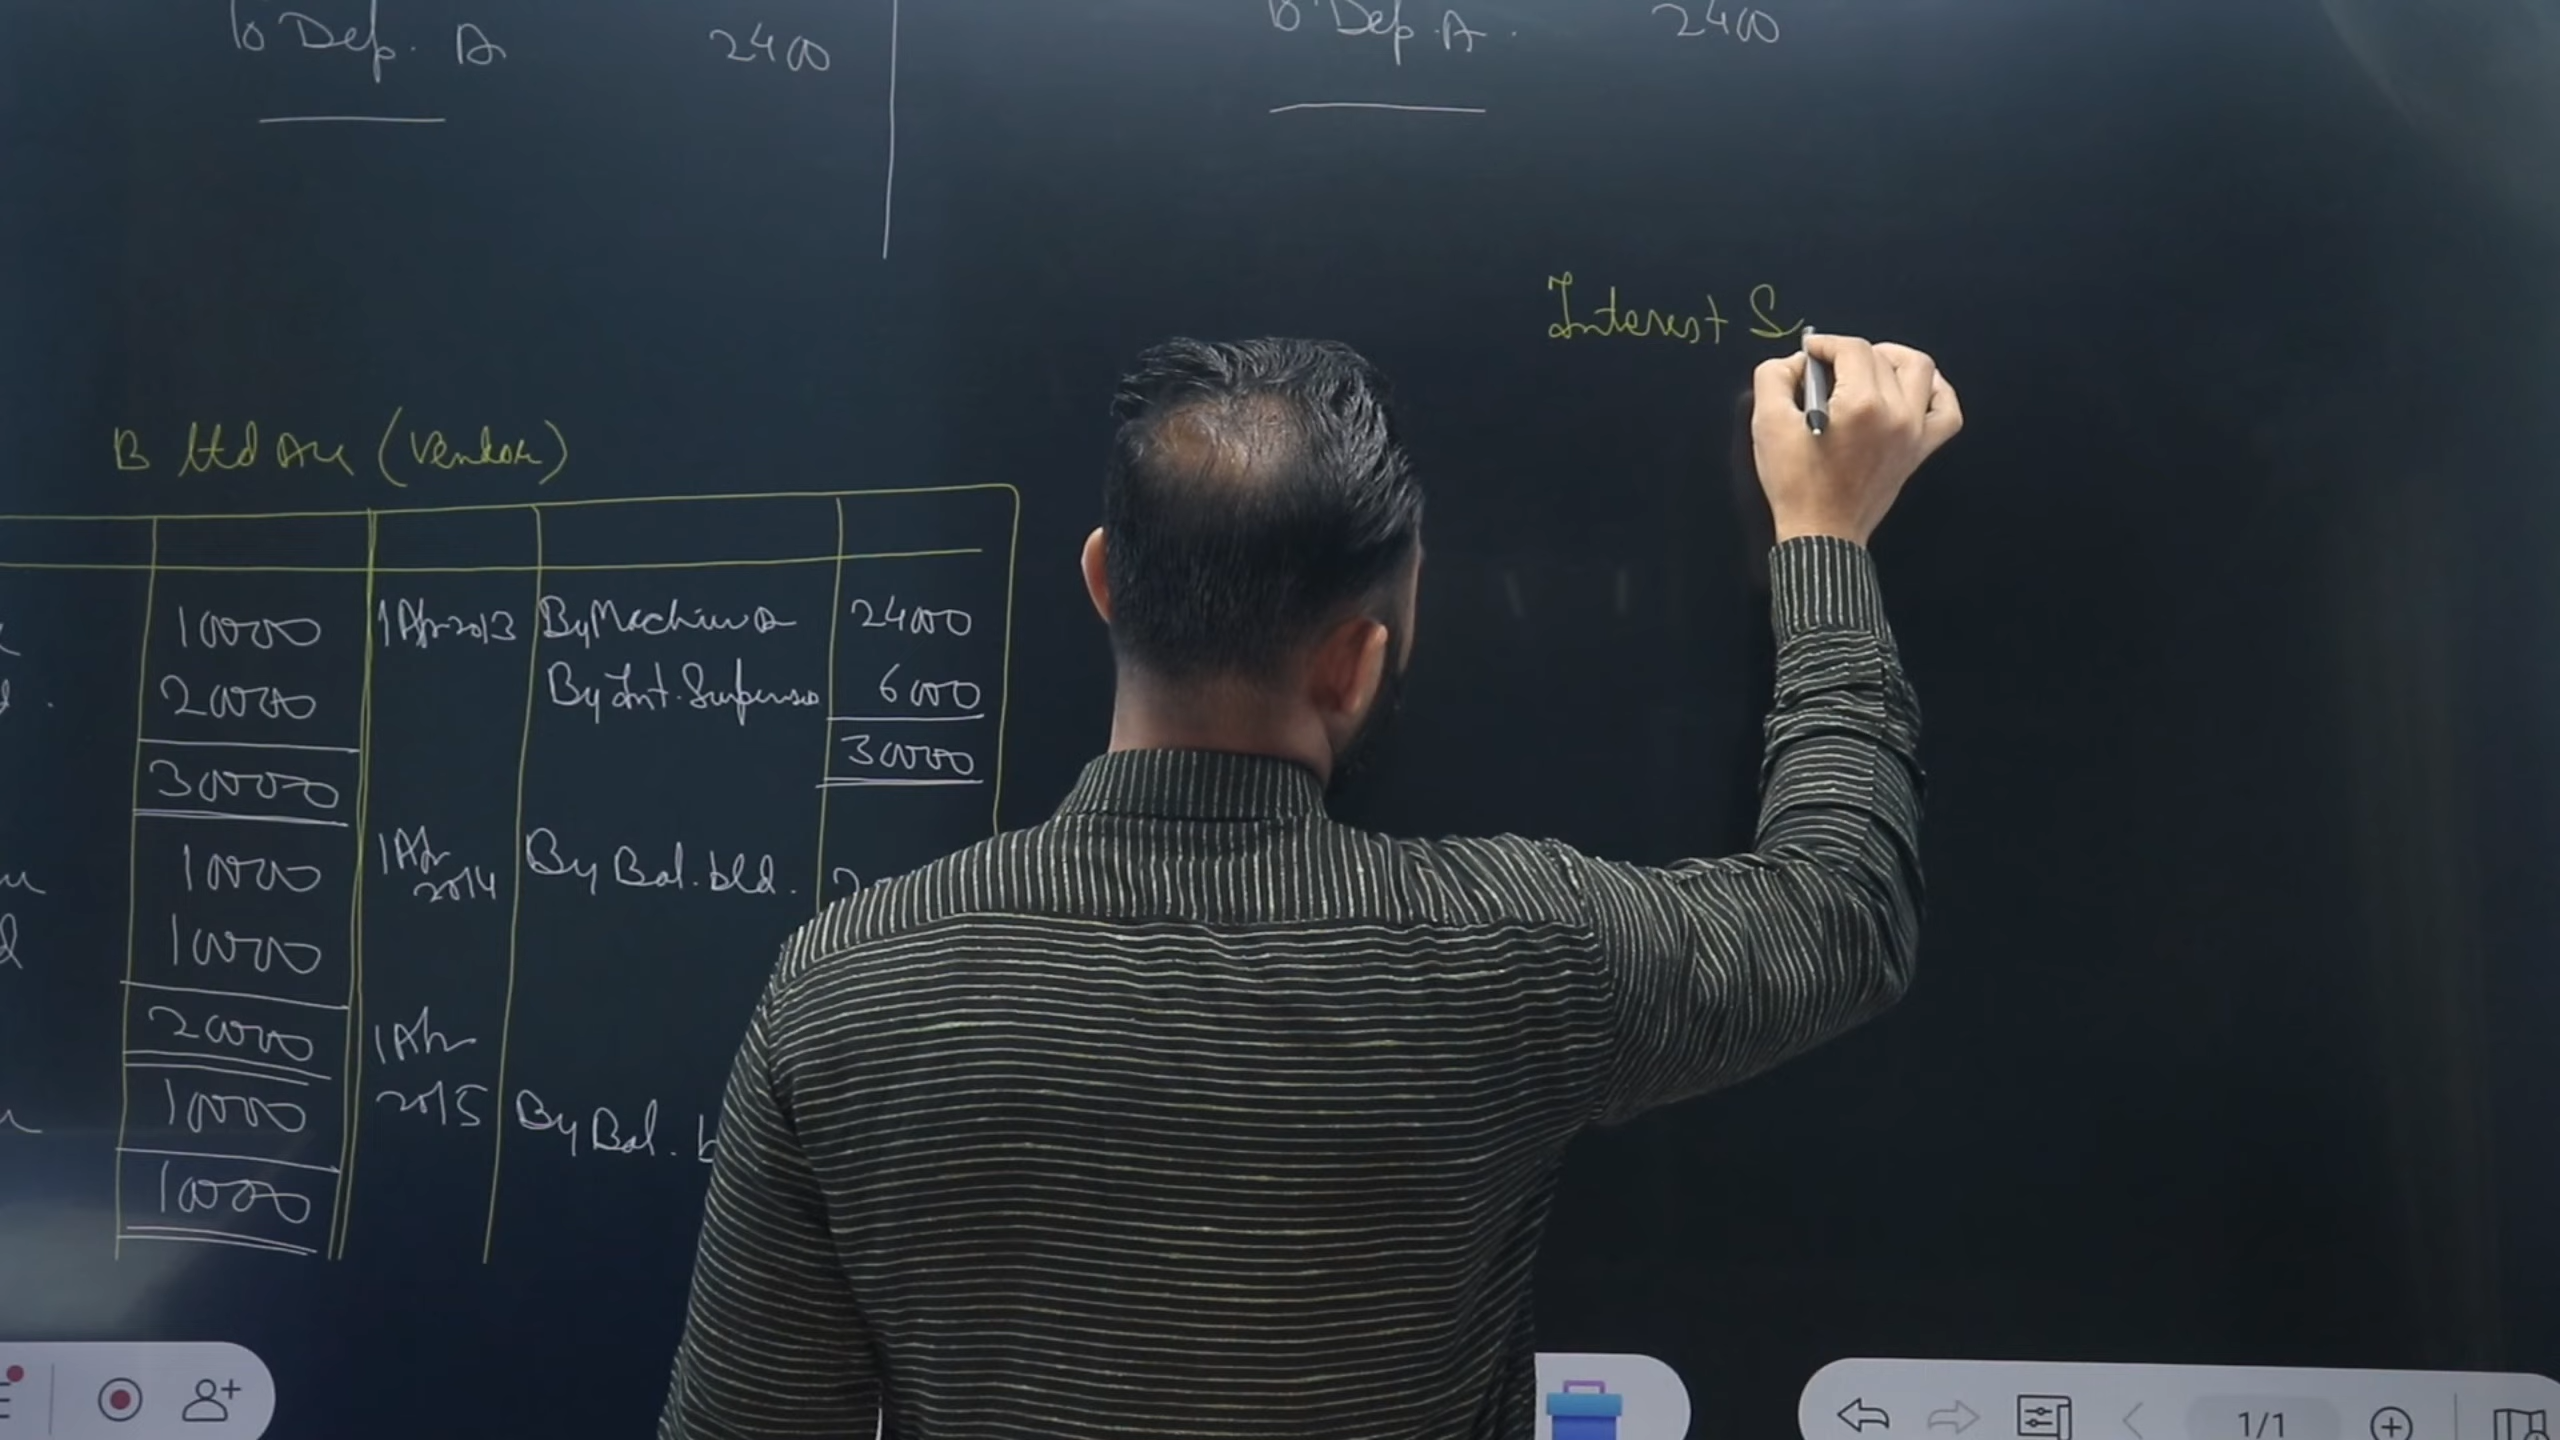 To Dep. A 2400
To Dep. A. 2400
Interest S
B ltd A/c (Vendor)
10000 1 Apr 2013 By Machine A 24000
20000 By Int. Suspense 6000
30000 30000
10000 1 Apr 2014 By Bal. b/d.
10000
20000 1 Apr
10000 2015 By Bal. b
10000
1/1